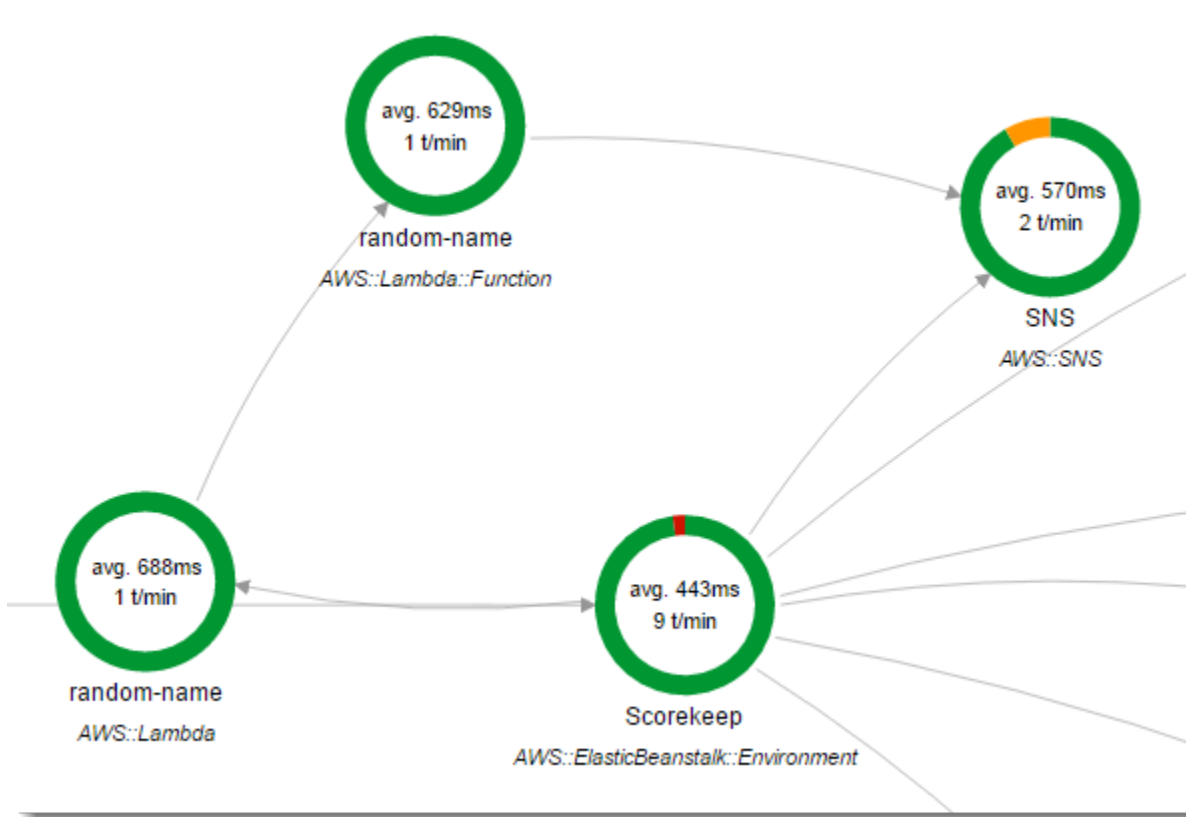 avg. 629ms
1 t/min
random-name
AWS::Lambda::Function
avg. 570ms
2 t/min
SNS
AWS::SNS
avg. 688ms
1 t/min
random-name
AWS::Lambda
avg. 443ms
9 t/min
Scorekeep
AWS::ElasticBeanstalk::Environment